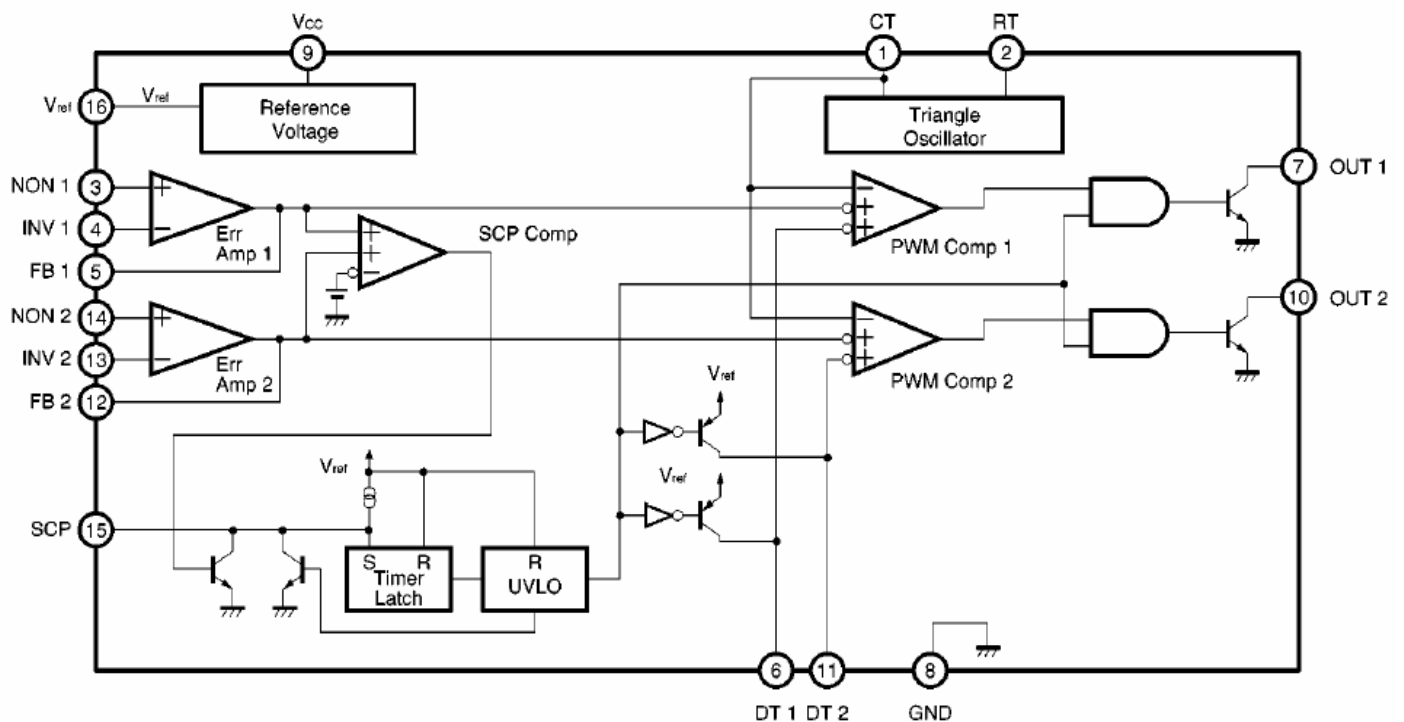 Vcc
CT
RT
9
1
2
Vref
16
Vref
Reference
Voltage
Triangle
Oscillator
NON 1
3
+
INV 1
4
−
Err
Amp 1
FB 1
5
+
+
−
SCP Comp
−
+
+
PWM Comp 1
7
OUT 1
NON 2
14
+
INV 2
13
−
Err
Amp 2
FB 2
12
−
+
+
PWM Comp 2
10
OUT 2
Vref
Vref
Vref
SCP
15
S
R
Timer
Latch
R
UVLO
6
11
8
DT 1
DT 2
GND